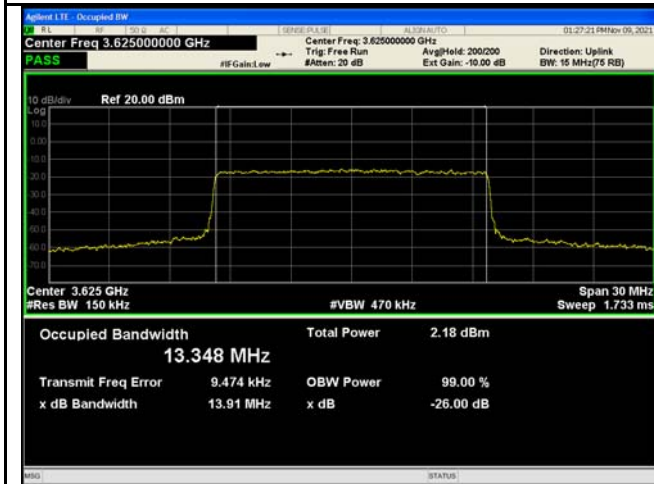 Agilent LTE - Occupied BW
RL RF 50 Ω AC SENSE:PULSE ALIGN AUTO 01:27:21 PM Nov 09, 2021
Center Freq 3.625000000 GHz
Center Freq: 3.625000000 GHz
PASS
Trig: Free Run Avg|Hold: 200/200 Direction: Uplink
#IFGain:Low #Atten: 20 dB Ext Gain: -10.00 dB BW: 15 MHz(75 RB)
10 dB/div Ref 20.00 dBm
Log
10.0
0.00
10.0
20.0
30.0
40.0
60.0
70.0
Center 3.625 GHz Span 30 MHz
#Res BW 150 kHz #VBW 470 kHz Sweep 1.733 ms
Occupied Bandwidth Total Power 2.18 dBm
13.348 MHz
Transmit Freq Error 9.474 kHz OBW Power 99.00 %
x dB Bandwidth 13.91 MHz x dB -26.00 dB
MSG STATUS